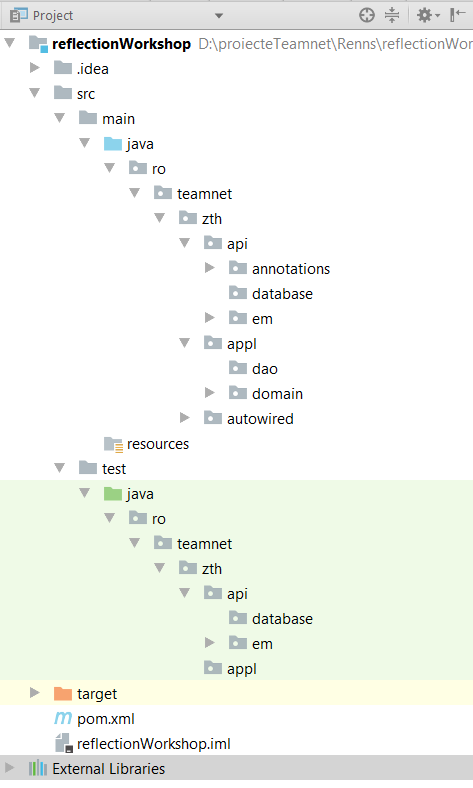 Project
reflectionWorkshop D:\proiecteTeamnet\Renns\reflectionWor
.idea
src
main
java
ro
teamnet
zth
api
annotations
database
em
appl
dao
domain
autowired
resources
test
java
ro
teamnet
zth
api
database
em
appl
target
pom.xml
reflectionWorkshop.iml
External Libraries